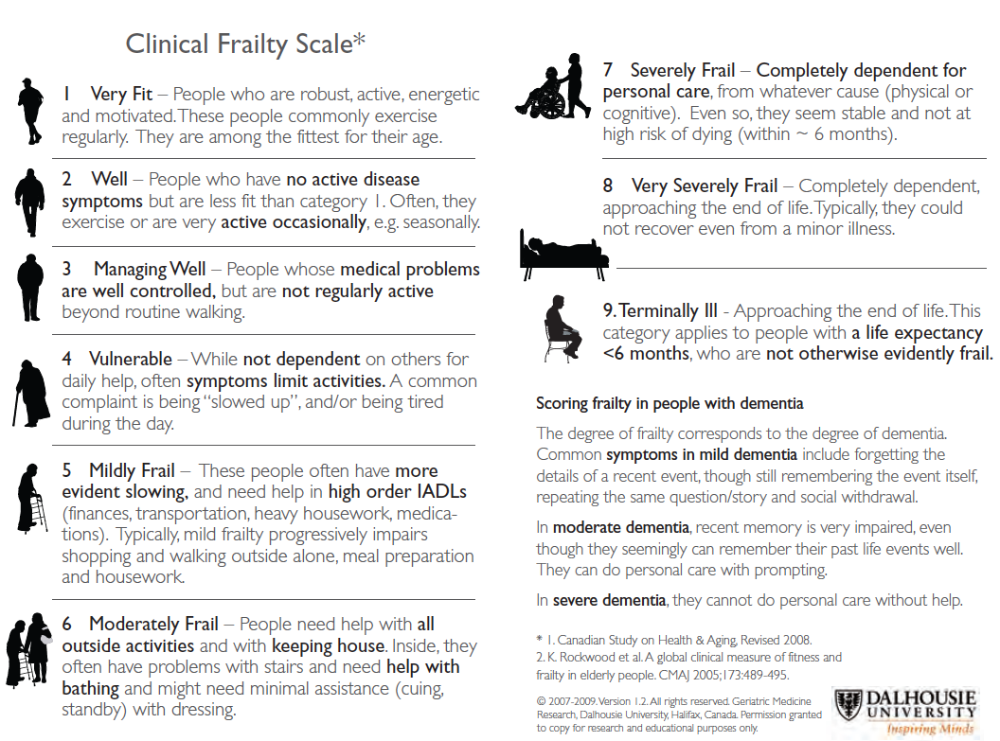 Clinical Frailty Scale*
1 Very Fit – People who are robust, active, energetic
and motivated. These people commonly exercise
regularly. They are among the fittest for their age.
2 Well – People who have no active disease
symptoms but are less fit than category 1. Often, they
exercise or are very active occasionally, e.g. seasonally.
3 Managing Well – People whose medical problems
are well controlled, but are not regularly active
beyond routine walking.
4 Vulnerable – While not dependent on others for
daily help, often symptoms limit activities. A common
complaint is being “slowed up”, and/or being tired
during the day.
5 Mildly Frail – These people often have more
evident slowing, and need help in high order IADLs
(finances, transportation, heavy housework, medica-
tions). Typically, mild frailty progressively impairs
shopping and walking outside alone, meal preparation
and housework.
6 Moderately Frail – People need help with all
outside activities and with keeping house. Inside, they
often have problems with stairs and need help with
bathing and might need minimal assistance (cuing,
standby) with dressing.
7 Severely Frail – Completely dependent for
personal care, from whatever cause (physical or
cognitive). Even so, they seem stable and not at
high risk of dying (within ~ 6 months).
8 Very Severely Frail – Completely dependent,
approaching the end of life. Typically, they could
not recover even from a minor illness.
9. Terminally Ill - Approaching the end of life. This
category applies to people with a life expectancy
<6 months, who are not otherwise evidently frail.
Scoring frailty in people with dementia
The degree of frailty corresponds to the degree of dementia.
Common symptoms in mild dementia include forgetting the
details of a recent event, though still remembering the event itself,
repeating the same question/story and social withdrawal.
In moderate dementia, recent memory is very impaired, even
though they seemingly can remember their past life events well.
They can do personal care with prompting.
In severe dementia, they cannot do personal care without help.
* 1. Canadian Study on Health & Aging, Revised 2008.
2. K. Rockwood et al. A global clinical measure of fitness and
frailty in elderly people. CMAJ 2005;173:489-495.
© 2007-2009. Version 1.2. All rights reserved. Geriatric Medicine
Research, Dalhousie University, Halifax, Canada. Permission granted
to copy for research and educational purposes only.
DALHOUSIE
UNIVERSITY
Inspiring Minds